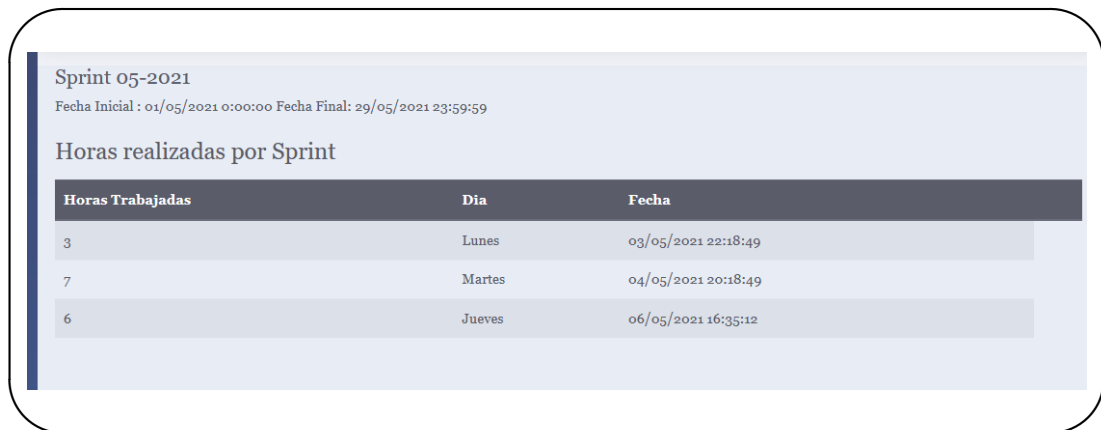 Sprint 05-2021
Fecha Inicial : 01/05/2021 0:00:00 Fecha Final: 29/05/2021 23:59:59
Horas realizadas por Sprint
Horas Trabajadas Dia Fecha
3 Lunes 03/05/2021 22:18:49
7 Martes 04/05/2021 20:18:49
6 Jueves 06/05/2021 16:35:12